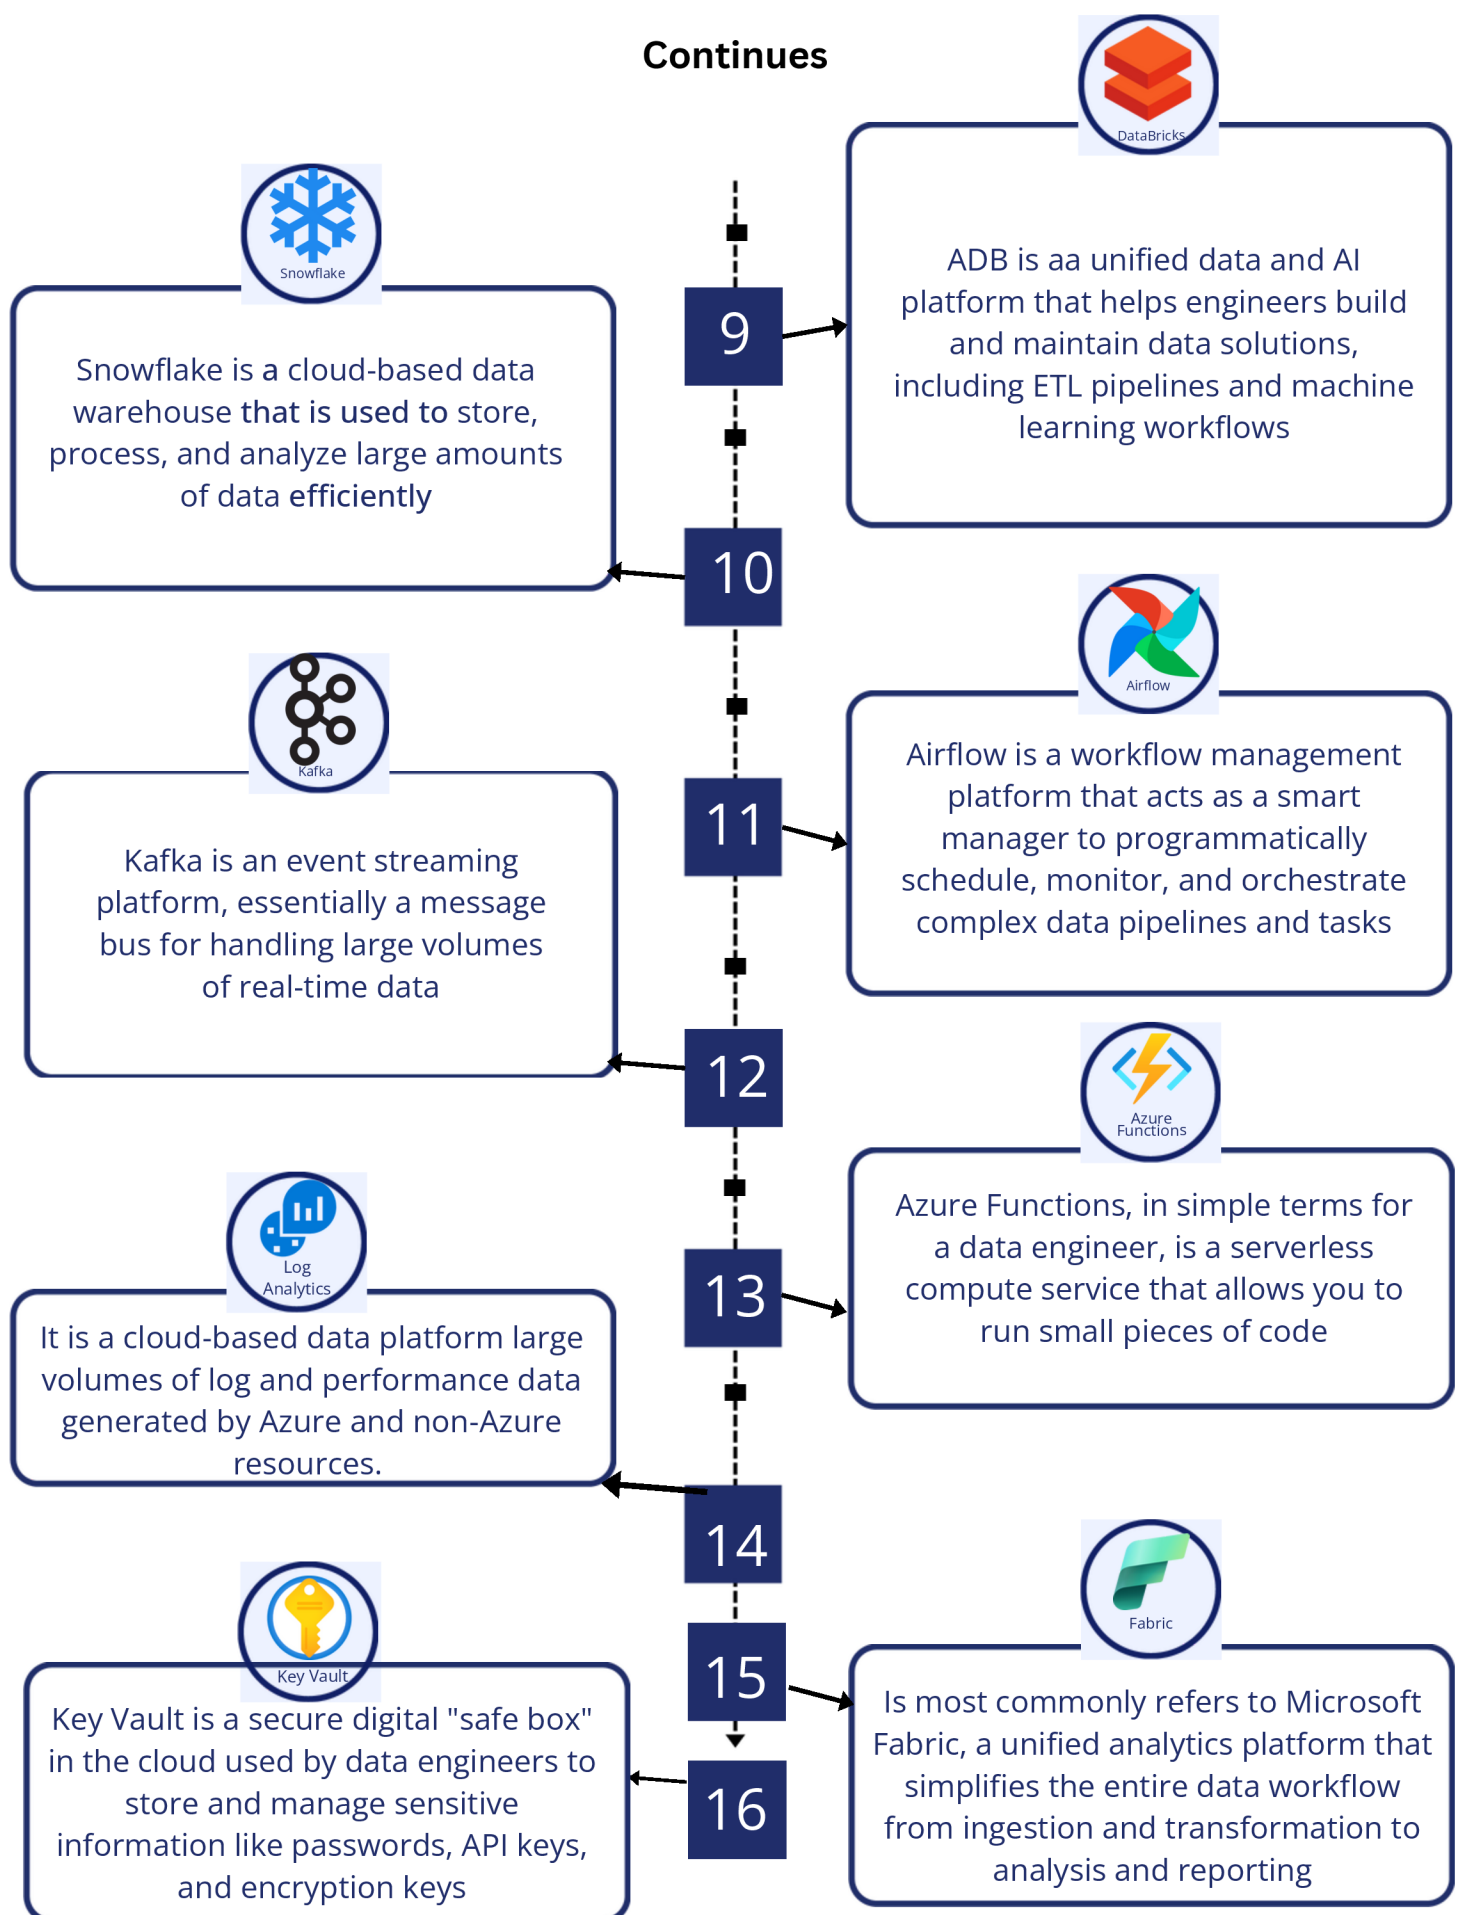 Continues
9
DataBricks
ADB is aa unified data and AI
platform that helps engineers build
and maintain data solutions,
including ETL pipelines and machine
learning workflows
10
Snowflake
Snowflake is a cloud-based data
warehouse that is used to store,
process, and analyze large amounts
of data efficiently
11
Airflow
Airflow is a workflow management
platform that acts as a smart
manager to programmatically
schedule, monitor, and orchestrate
complex data pipelines and tasks
12
Kafka
Kafka is an event streaming
platform, essentially a message
bus for handling large volumes
of real-time data
13
Azure
Functions
Azure Functions, in simple terms for
a data engineer, is a serverless
compute service that allows you to
run small pieces of code
14
Log
Analytics
It is a cloud-based data platform large
volumes of log and performance data
generated by Azure and non-Azure
resources.
15
Fabric
Is most commonly refers to Microsoft
Fabric, a unified analytics platform that
simplifies the entire data workflow
from ingestion and transformation to
analysis and reporting
16
Key Vault
Key Vault is a secure digital "safe box"
in the cloud used by data engineers to
store and manage sensitive
information like passwords, API keys,
and encryption keys